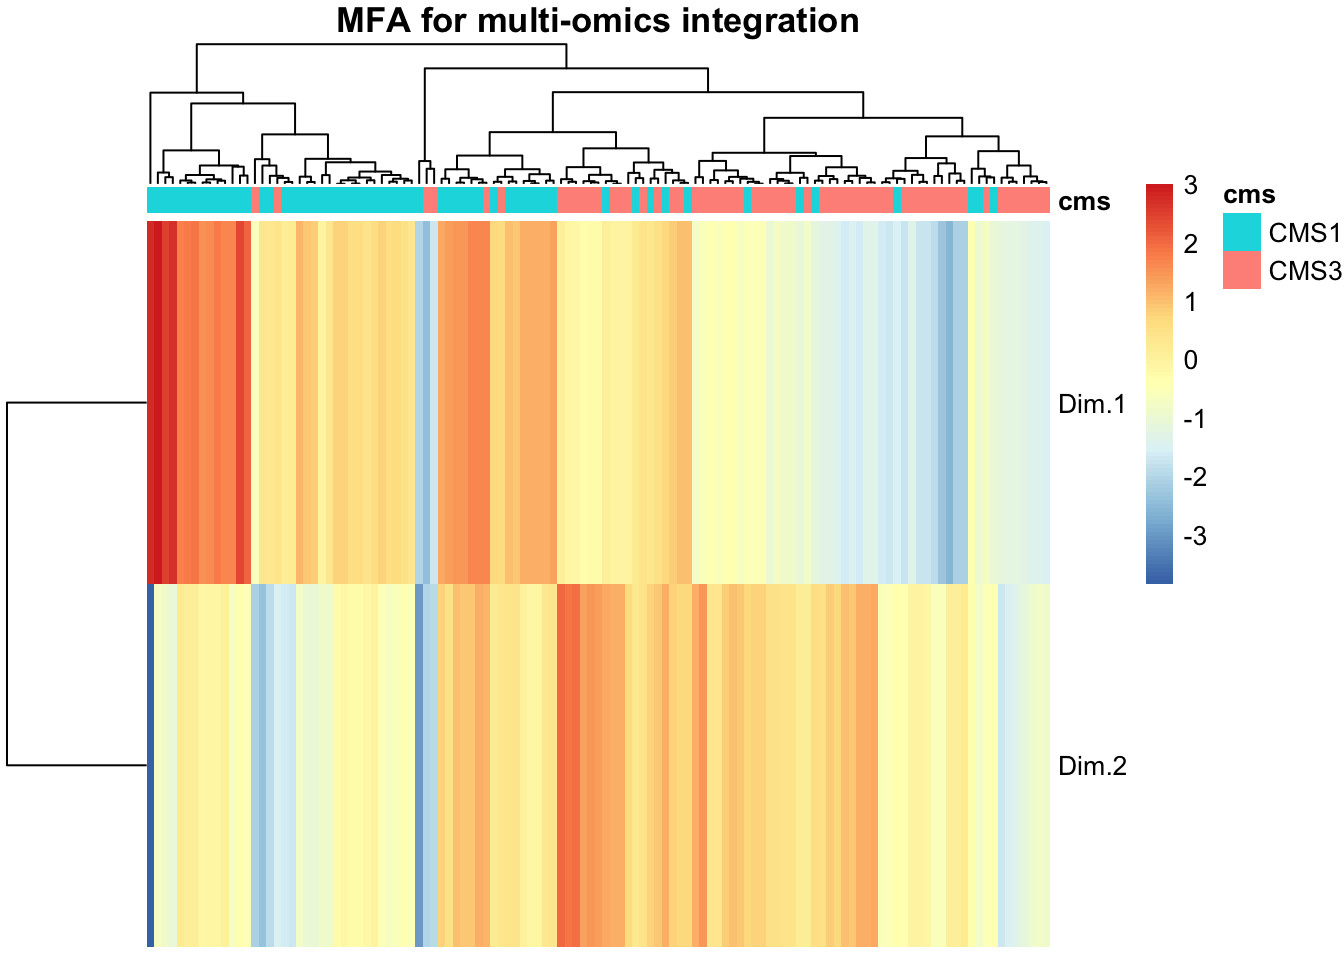 MFA for multi-omics integration
cms
3
2
1
0
-1
-2
-3
cms
CMS1
CMS3
Dim.1
Dim.2